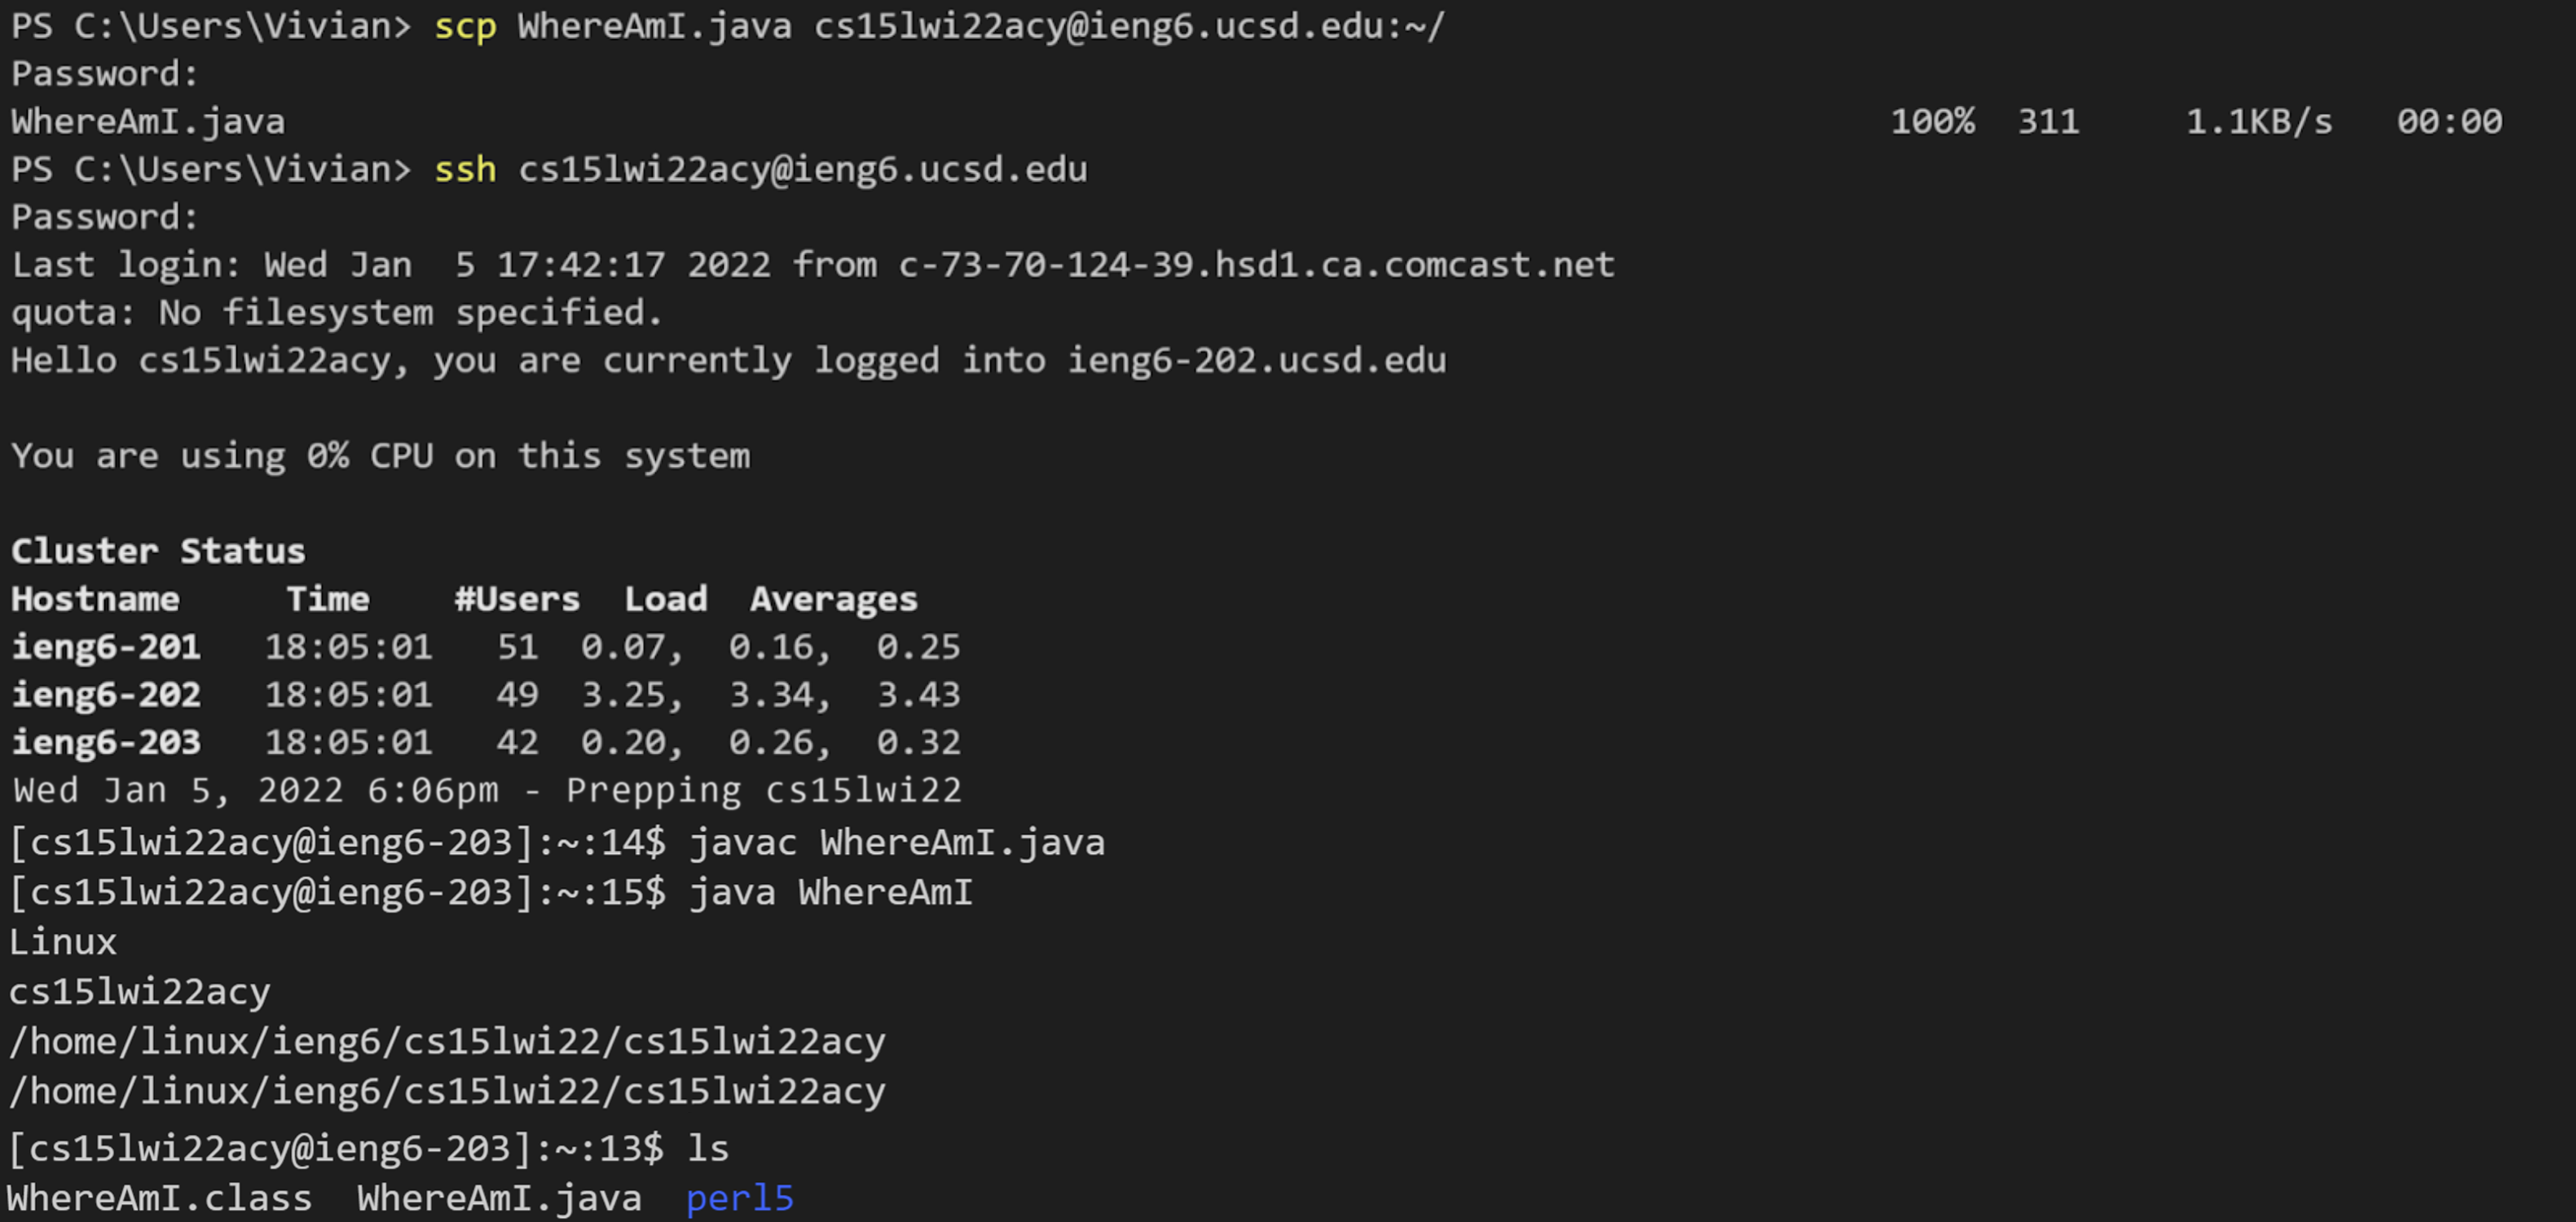 PS C:\Users\Vivian> scp WhereAmI.java cs15lwi22acy@ieng6.ucsd.edu:~/
Password:
WhereAmI.java 100% 311 1.1KB/s 00:00
PS C:\Users\Vivian> ssh cs15lwi22acy@ieng6.ucsd.edu
Password:
Last login: Wed Jan  5 17:42:17 2022 from c-73-70-124-39.hsd1.ca.comcast.net
quota: No filesystem specified.
Hello cs15lwi22acy, you are currently logged into ieng6-202.ucsd.edu
You are using 0% CPU on this system
Cluster Status
Hostname     Time    #Users  Load  Averages
ieng6-201   18:05:01   51  0.07,  0.16,  0.25
ieng6-202   18:05:01   49  3.25,  3.34,  3.43
ieng6-203   18:05:01   42  0.20,  0.26,  0.32
Wed Jan 5, 2022 6:06pm - Prepping cs15lwi22
[cs15lwi22acy@ieng6-203]:~:14$ javac WhereAmI.java
[cs15lwi22acy@ieng6-203]:~:15$ java WhereAmI
Linux
cs15lwi22acy
/home/linux/ieng6/cs15lwi22/cs15lwi22acy
/home/linux/ieng6/cs15lwi22/cs15lwi22acy
[cs15lwi22acy@ieng6-203]:~:13$ ls
WhereAmI.class  WhereAmI.java  perl5